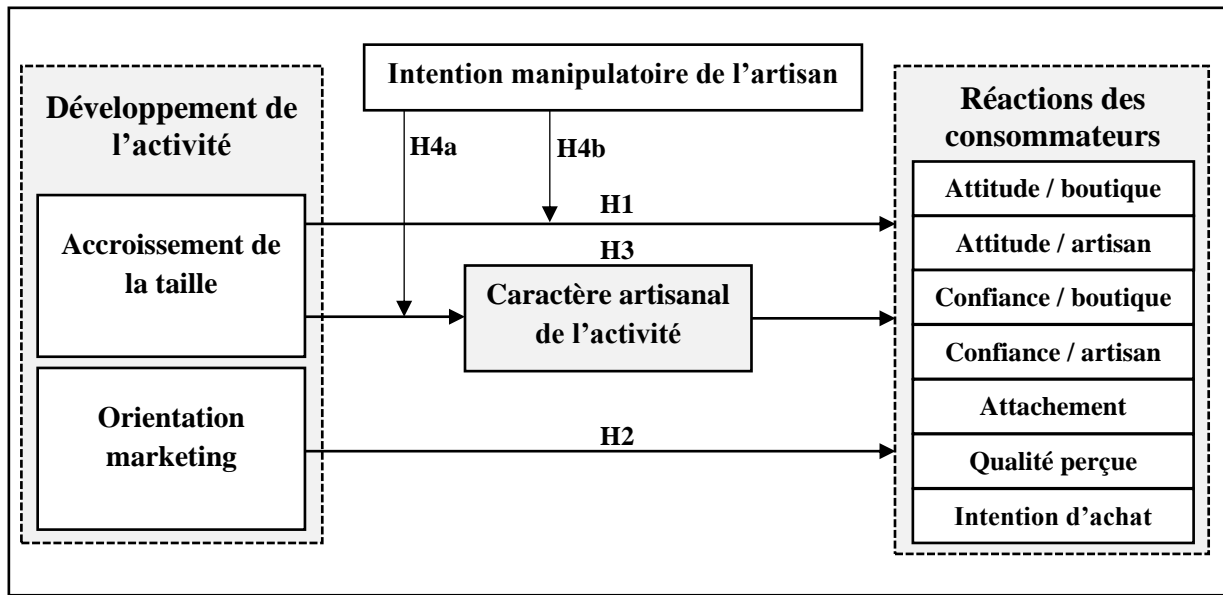 Intention manipulatoire de l’artisan
Développement de
l’activité
Réactions des
consommateurs
H4a
H4b
Attitude / boutique
H1
Accroissement de
la taille
Attitude / artisan
H3
Caractère artisanal
de l’activité
Confiance / boutique
Confiance / artisan
Attachement
Orientation
marketing
H2
Qualité perçue
Intention d’achat